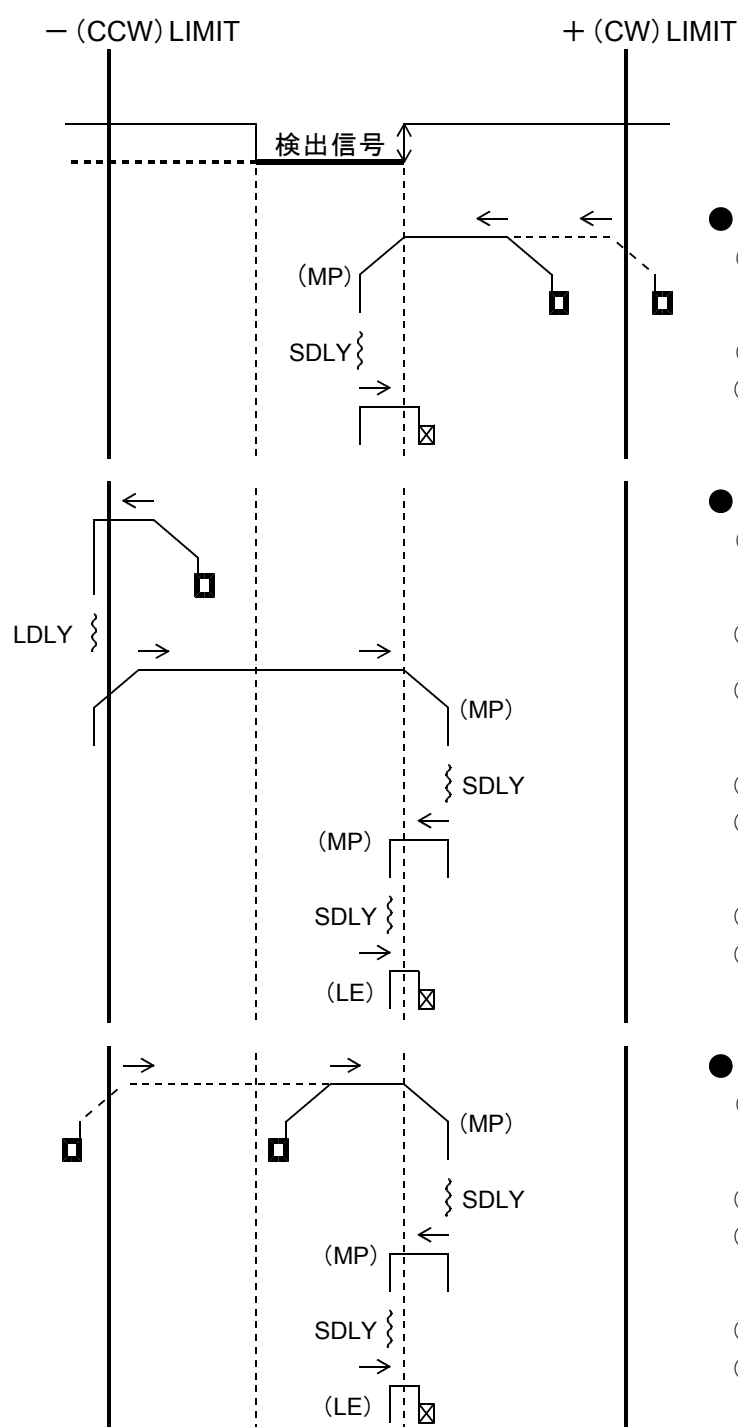 －（CCW）LIMIT ＋（CW）LIMIT
検出信号
●
（MP）
SDLY
●
LDLY
（MP）
SDLY
（MP）
SDLY
（LE）
●
（MP）
SDLY
（MP）
SDLY
（LE）